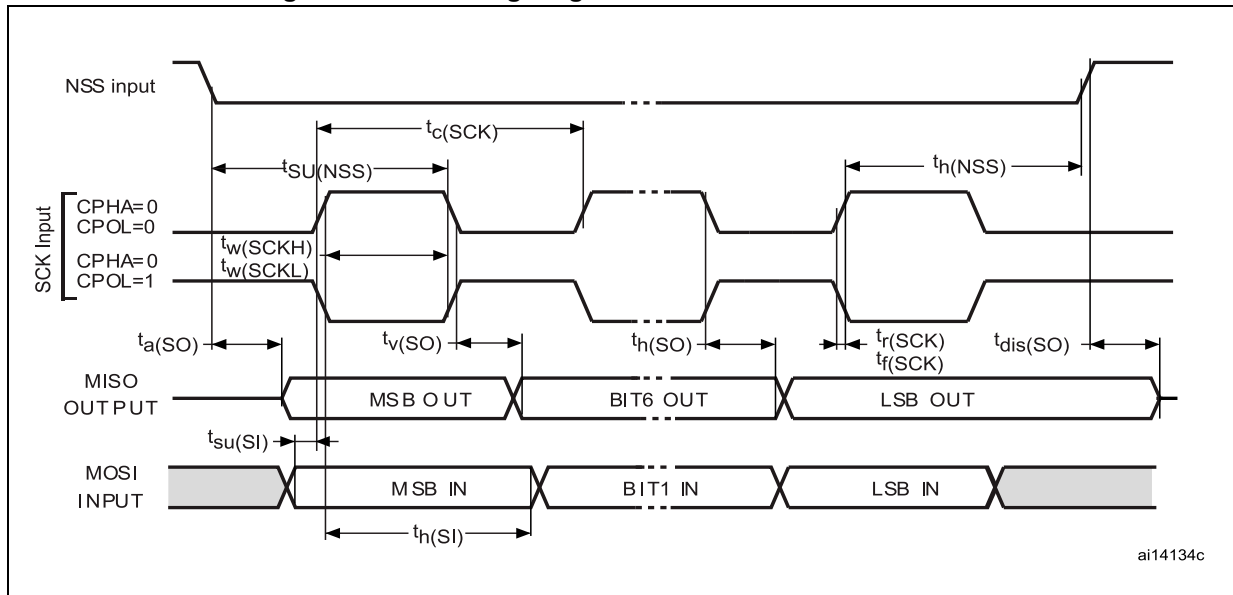 NSS input
tc(SCK)
tSU(NSS)
th(NSS)
SCK Input
CPHA=0
CPOL=0
tw(SCKH)
CPHA=0
tw(SCKL)
CPOL=1
ta(SO)
tv(SO)
th(SO)
tr(SCK)
tf(SCK)
tdis(SO)
MISO
OUTPUT
MSB OUT
BIT6 OUT
LSB OUT
tsu(SI)
MOSI
INPUT
MSB IN
BIT1 IN
LSB IN
th(SI)
ai14134c